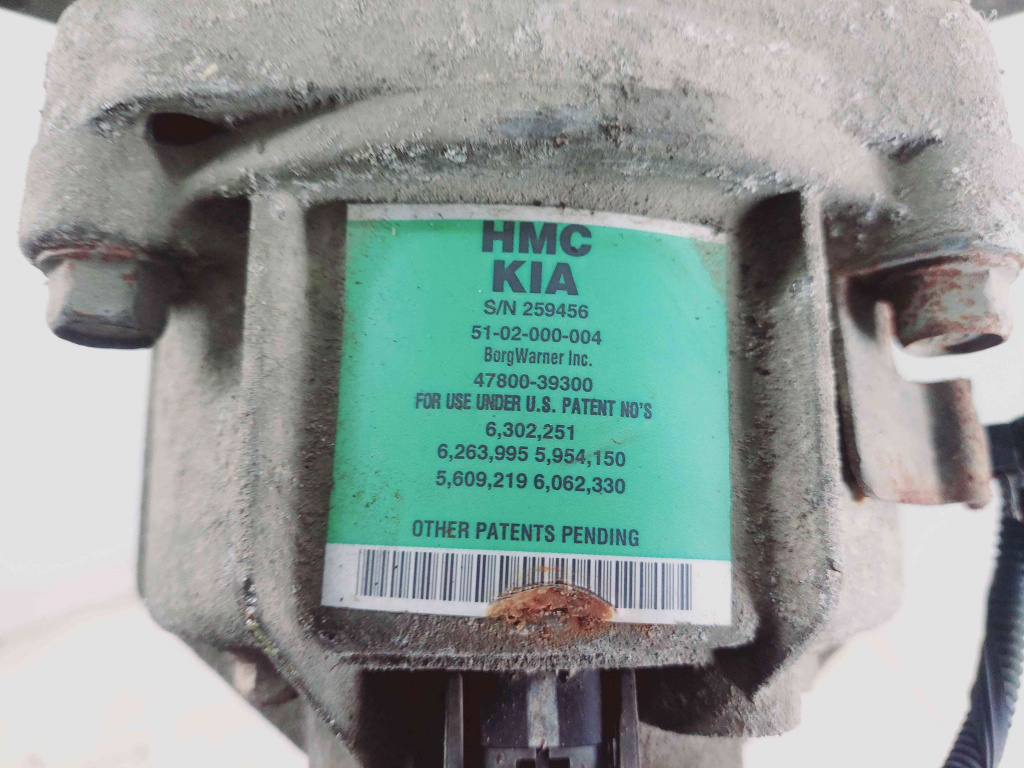 HMC
KIA
S/N 259456
51-02-000-004
BorgWarner Inc.
47800-39300
FOR USE UNDER U.S. PATENT NO'S
6,302,251
6,263,995 5,954,150
5,609,219 6,062,330
OTHER PATENTS PENDING